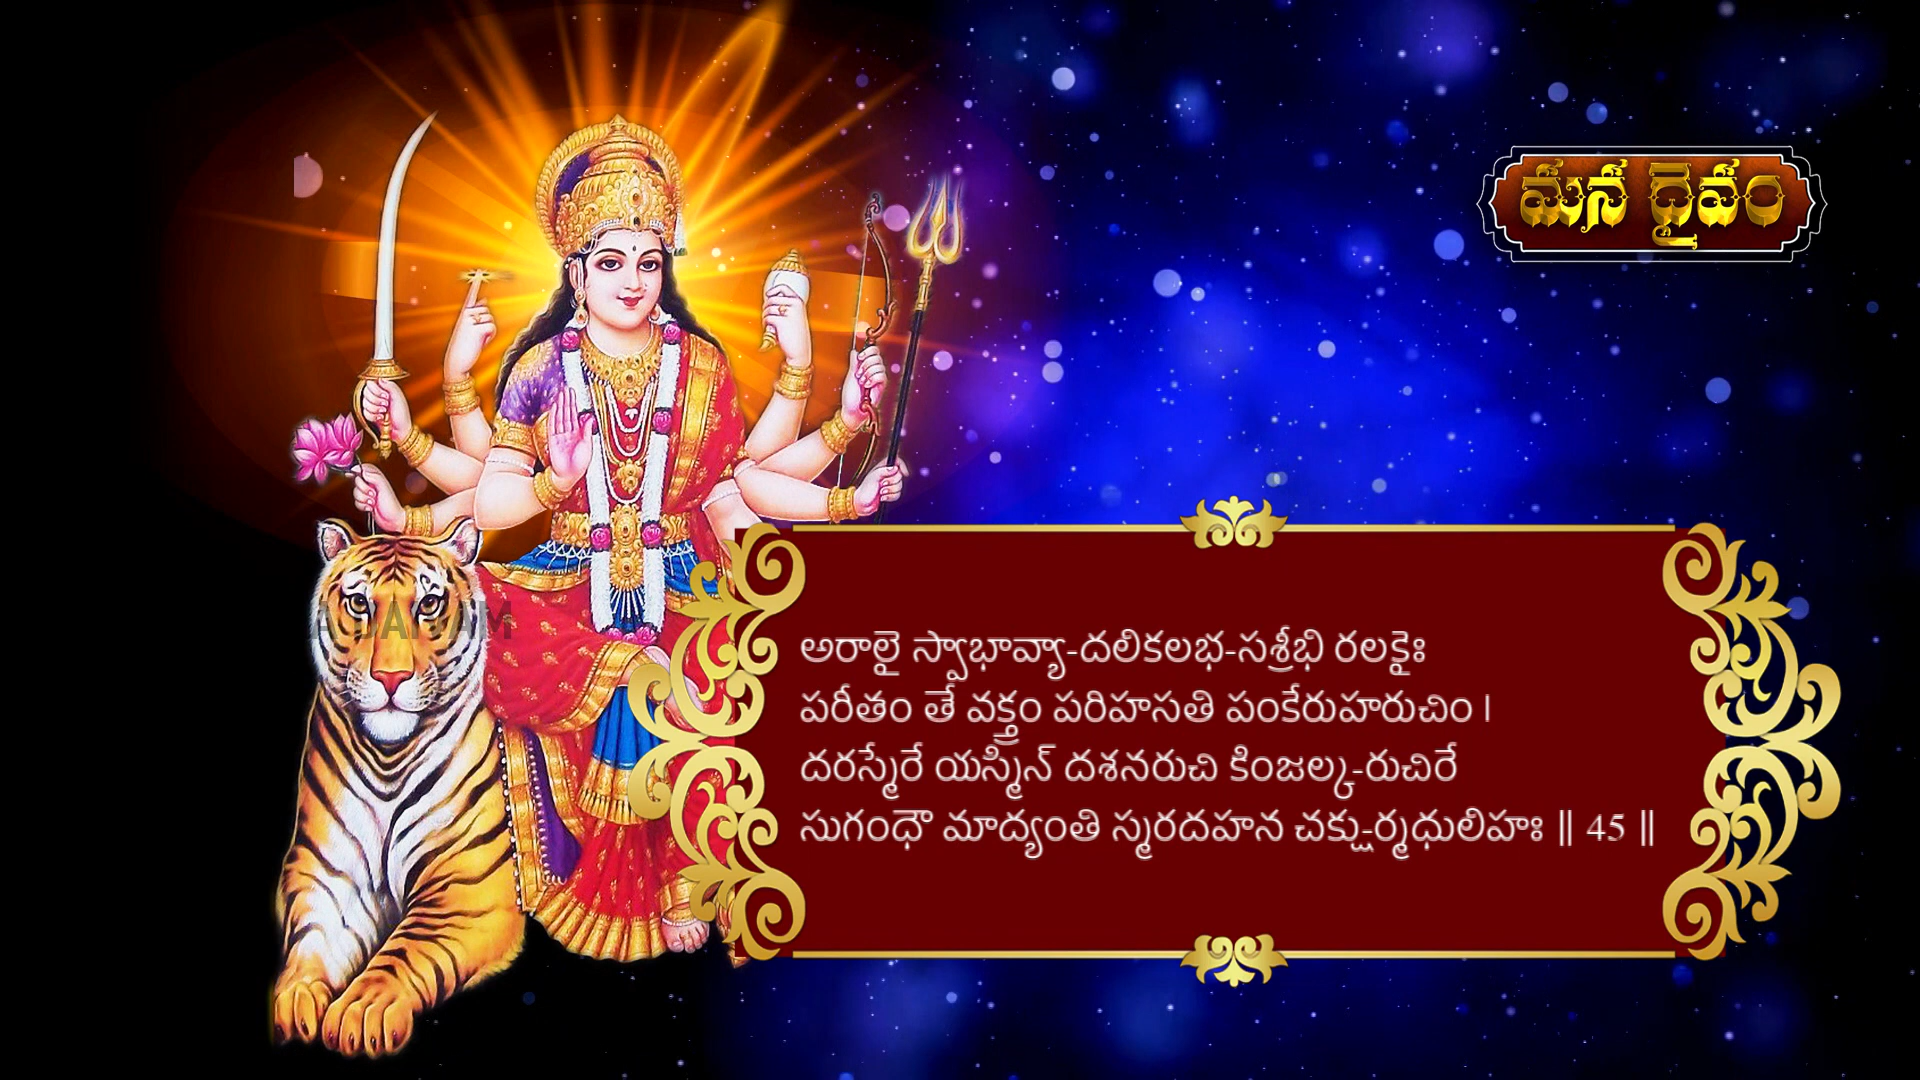 మన దైవం
A DAIVAM
అరాలై స్వాభావ్యా-దలికలభ-సశ్రీభి రలకైః
పరీతం తే వక్త్రం పరిహసతి పంకేరుహరుచిం |
దరస్మేరే యస్మిన్ దశనరుచి కింజల్క-రుచిరే
సుగంధౌ మాద్యంతి స్మరదహన చక్షు-ర్మధులిహః || 45 ||